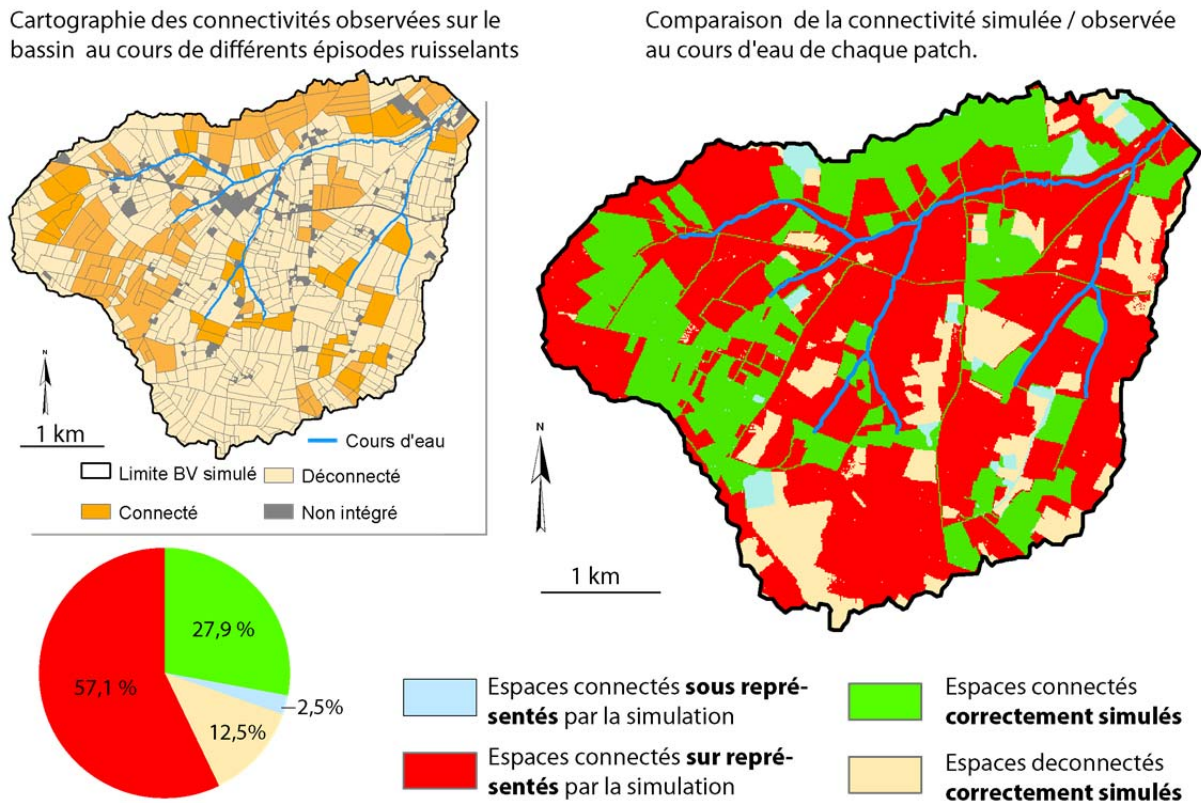 Cartographie des connectivités observées sur le
bassin au cours de différents épisodes ruisselants
N
1 km
Cours d'eau
Limite BV simulé
Déconnecté
Connecté
Non intégré
Comparaison de la connectivité simulée / observée
au cours d'eau de chaque patch.
N
1 km
27,9 %
57,1 %
2,5%
12,5%
Espaces connectés sous repré-
sentés par la simulation
Espaces connectés
correctement simulés
Espaces connectés sur repré-
sentés par la simulation
Espaces deconnectés
correctement simulés